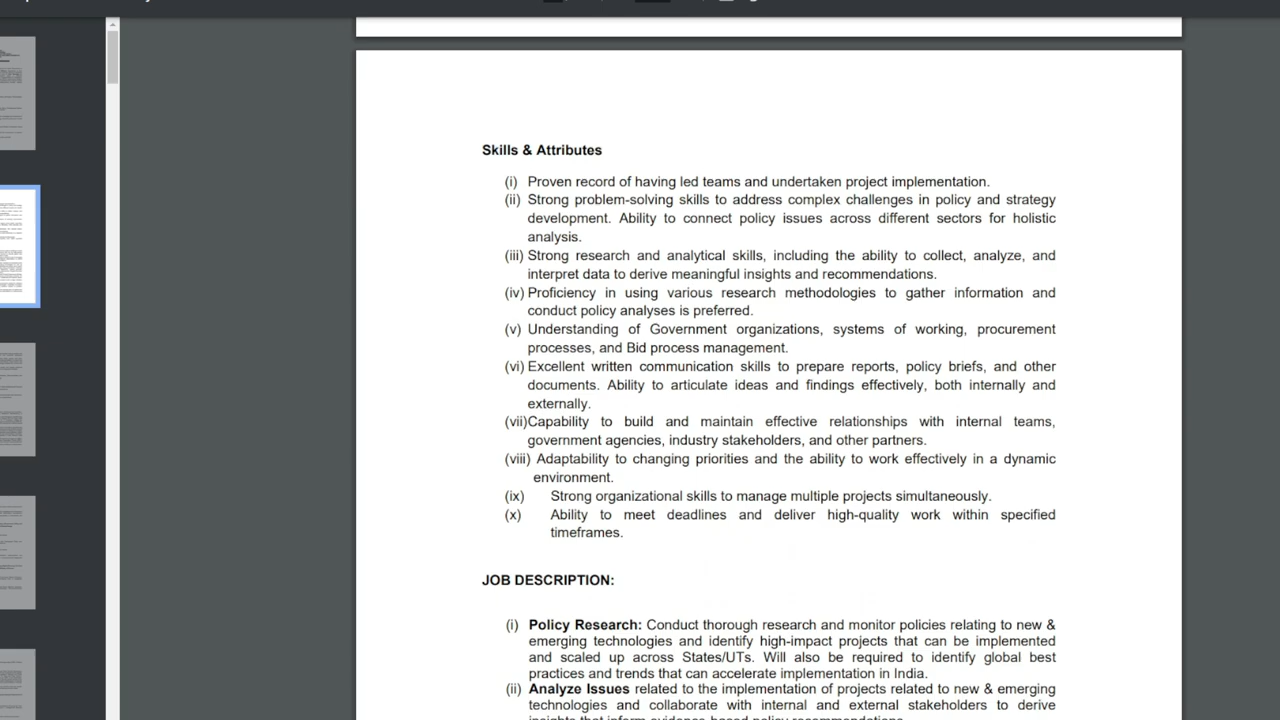 Skills & Attributes
(i) Proven record of having led teams and undertaken project implementation.
(ii) Strong problem-solving skills to address complex challenges in policy and strategy
development. Ability to connect policy issues across different sectors for holistic
analysis.
(iii) Strong research and analytical skills, including the ability to collect, analyze, and
interpret data to derive meaningful insights and recommendations.
(iv) Proficiency in using various research methodologies to gather information and
conduct policy analyses is preferred.
(v) Understanding of Government organizations, systems of working, procurement
processes, and Bid process management.
(vi) Excellent written communication skills to prepare reports, policy briefs, and other
documents. Ability to articulate ideas and findings effectively, both internally and
externally.
(vii)Capability to build and maintain effective relationships with internal teams,
government agencies, industry stakeholders, and other partners.
(viii) Adaptability to changing priorities and the ability to work effectively in a dynamic
environment.
(ix) Strong organizational skills to manage multiple projects simultaneously.
(x) Ability to meet deadlines and deliver high-quality work within specified
timeframes.
JOB DESCRIPTION:
(i) Policy Research: Conduct thorough research and monitor policies relating to new &
emerging technologies and identify high-impact projects that can be implemented
and scaled up across States/UTs. Will also be required to identify global best
practices and trends that can accelerate implementation in India.
(ii) Analyze Issues related to the implementation of projects related to new & emerging
technologies and collaborate with internal and external stakeholders to derive
insights that inform evidence-based policy recommendations.